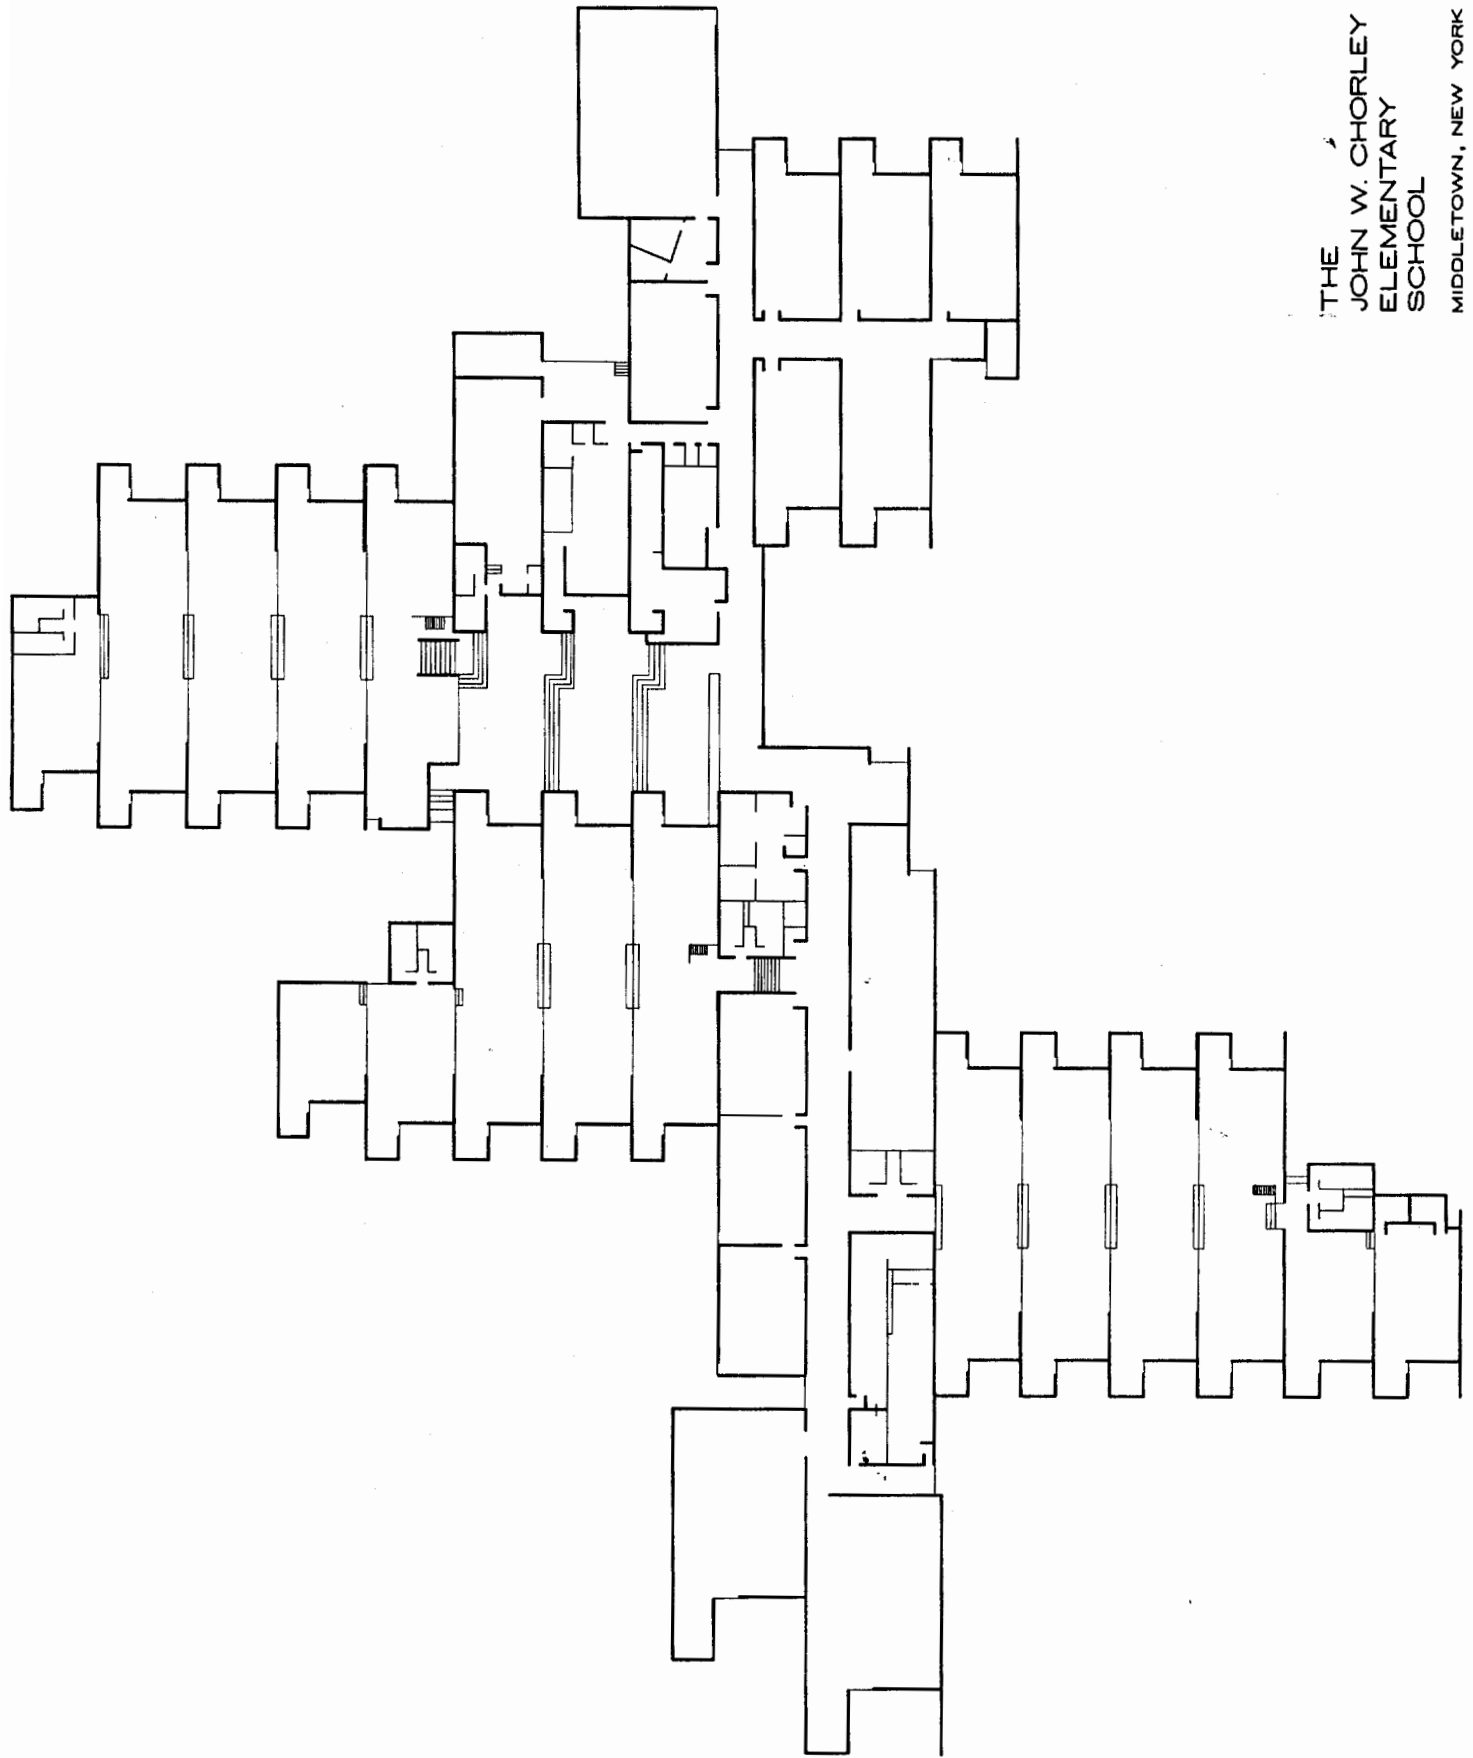 THE
JOHN W. CHORLEY
ELEMENTARY
SCHOOL
MIDDLETOWN, NEW YORK